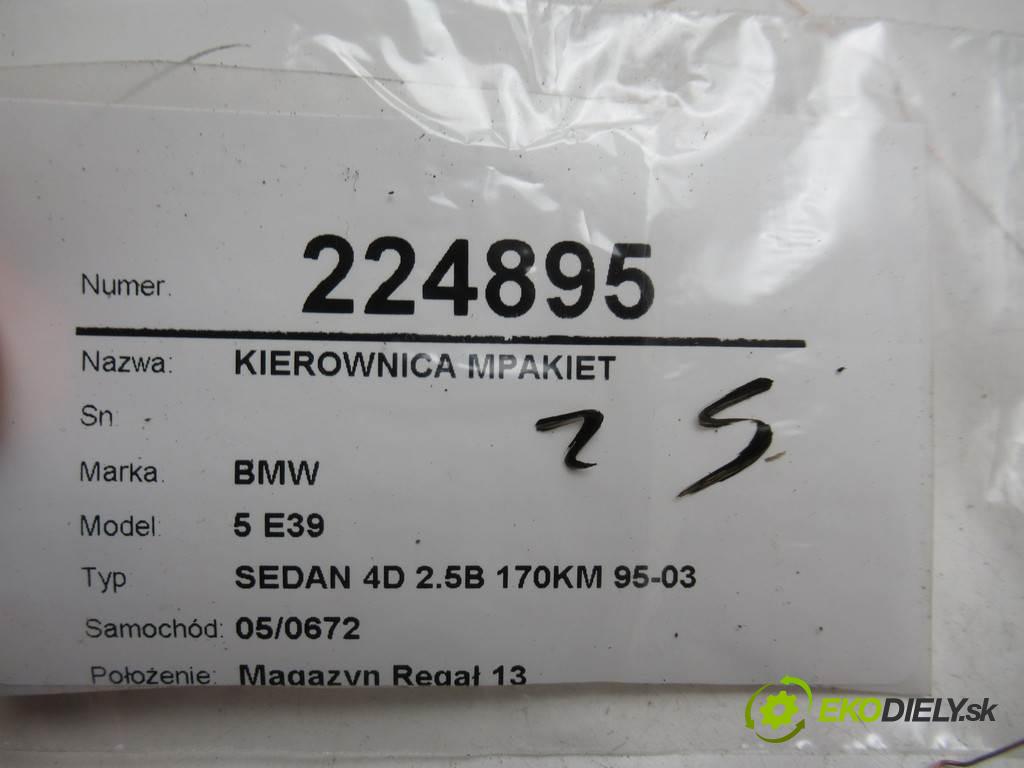 Numer. 224895
Nazwa: KIEROWNICA MPAKIET
Sn:
2 5
Marka. BMW
Model: 5 E39
Typ SEDAN 4D 2.5B 170KM 95-03
Samochód: 05/0672
Położenie: Magazyn Regał 13
EKODIELY.sk